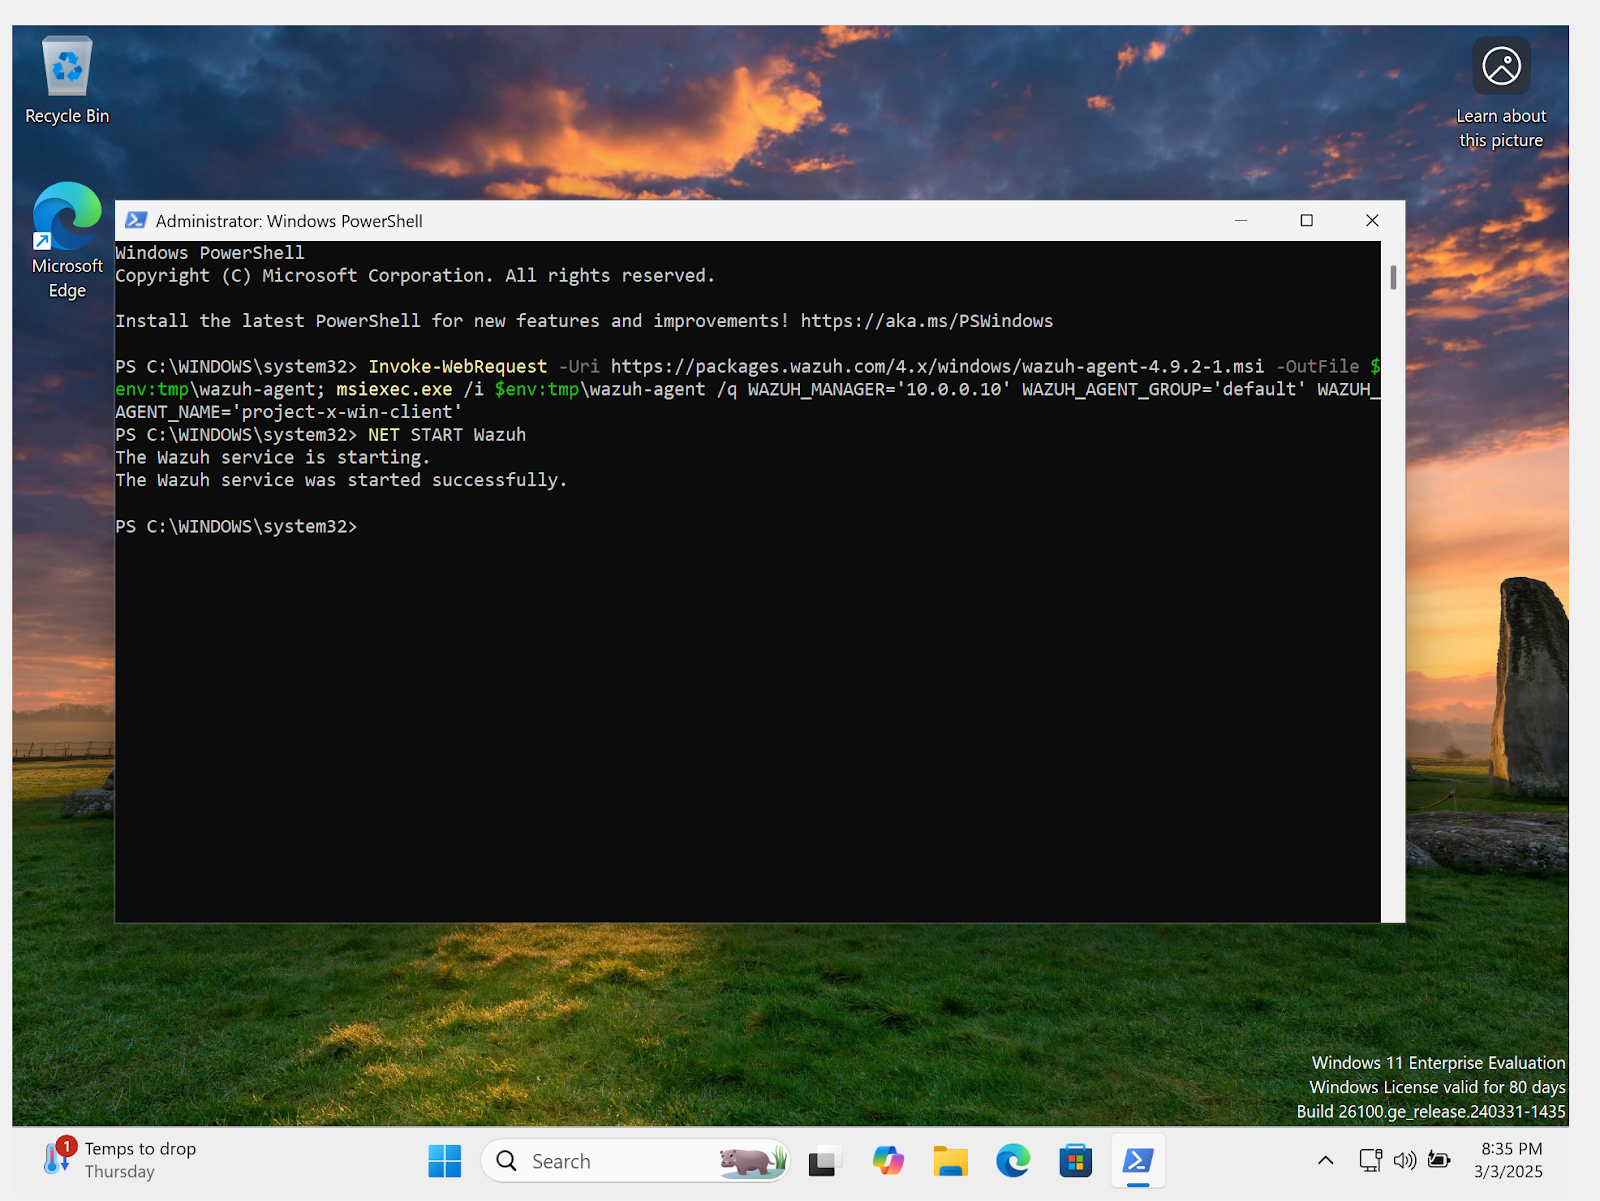 Recycle Bin
Learn about
this picture
Microsoft
Edge
Administrator: Windows PowerShell
Windows PowerShell
Copyright (C) Microsoft Corporation. All rights reserved.
Install the latest PowerShell for new features and improvements! https://aka.ms/PSWindows
PS C:\WINDOWS\system32> Invoke-WebRequest -Uri https://packages.wazuh.com/4.x/windows/wazuh-agent-4.9.2-1.msi -OutFile $
env:tmp\wazuh-agent; msiexec.exe /i $env:tmp\wazuh-agent /q WAZUH_MANAGER='10.0.0.10' WAZUH_AGENT_GROUP='default' WAZUH_
AGENT_NAME='project-x-win-client'
PS C:\WINDOWS\system32> NET START Wazuh
The Wazuh service is starting.
The Wazuh service was started successfully.
PS C:\WINDOWS\system32>
Windows 11 Enterprise Evaluation
Windows License valid for 80 days
Build 26100.ge_release.240331-1435
1
Temps to drop
Thursday
Search
8:35 PM
3/3/2025